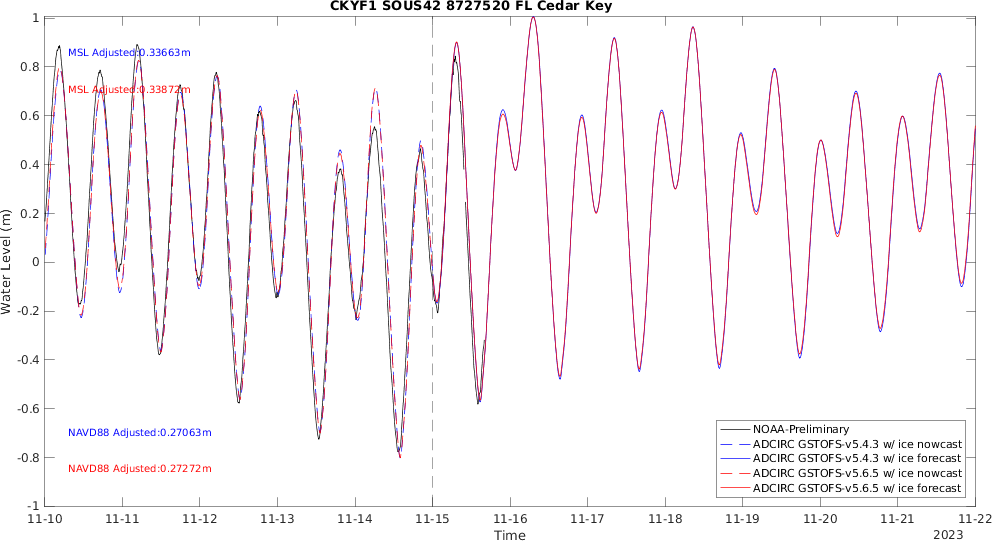 CKYF1 SOUS42 8727520 FL Cedar Key
MSL Adjusted:0.33663m
MSL Adjusted:0.33872m
NAVD88 Adjusted:0.27063m
NAVD88 Adjusted:0.27272m
Water Level (m)
1
0.8
0.6
0.4
0.2
0
-0.2
-0.4
-0.6
-0.8
-1
NOAA-Preliminary
ADCIRC GSTOFS-v5.4.3 w/ ice nowcast
ADCIRC GSTOFS-v5.4.3 w/ ice forecast
ADCIRC GSTOFS-v5.6.5 w/ ice nowcast
ADCIRC GSTOFS-v5.6.5 w/ ice forecast
11-10 11-11 11-12 11-13 11-14 11-15 11-16 11-17 11-18 11-19 11-20 11-21 11-22
Time
2023